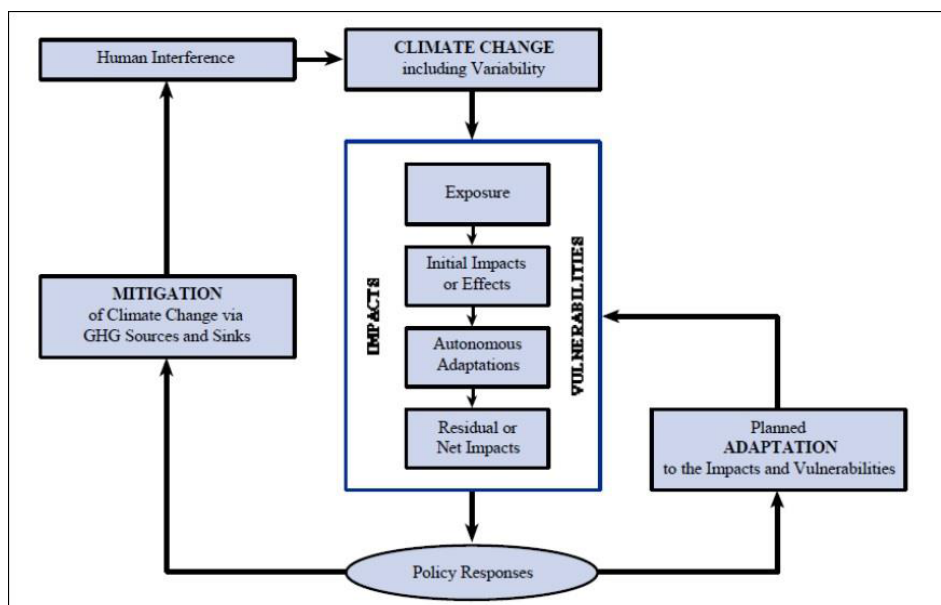 Human Interference
CLIMATE CHANGE
including Variability
Exposure
Initial Impacts
or Effects
IMPACTS
VULNERABILITIES
MITIGATION
of Climate Change via
GHG Sources and Sinks
Autonomous
Adaptations
Residual or
Net Impacts
Planned
ADAPTATION
to the Impacts and Vulnerabilities
Policy Responses